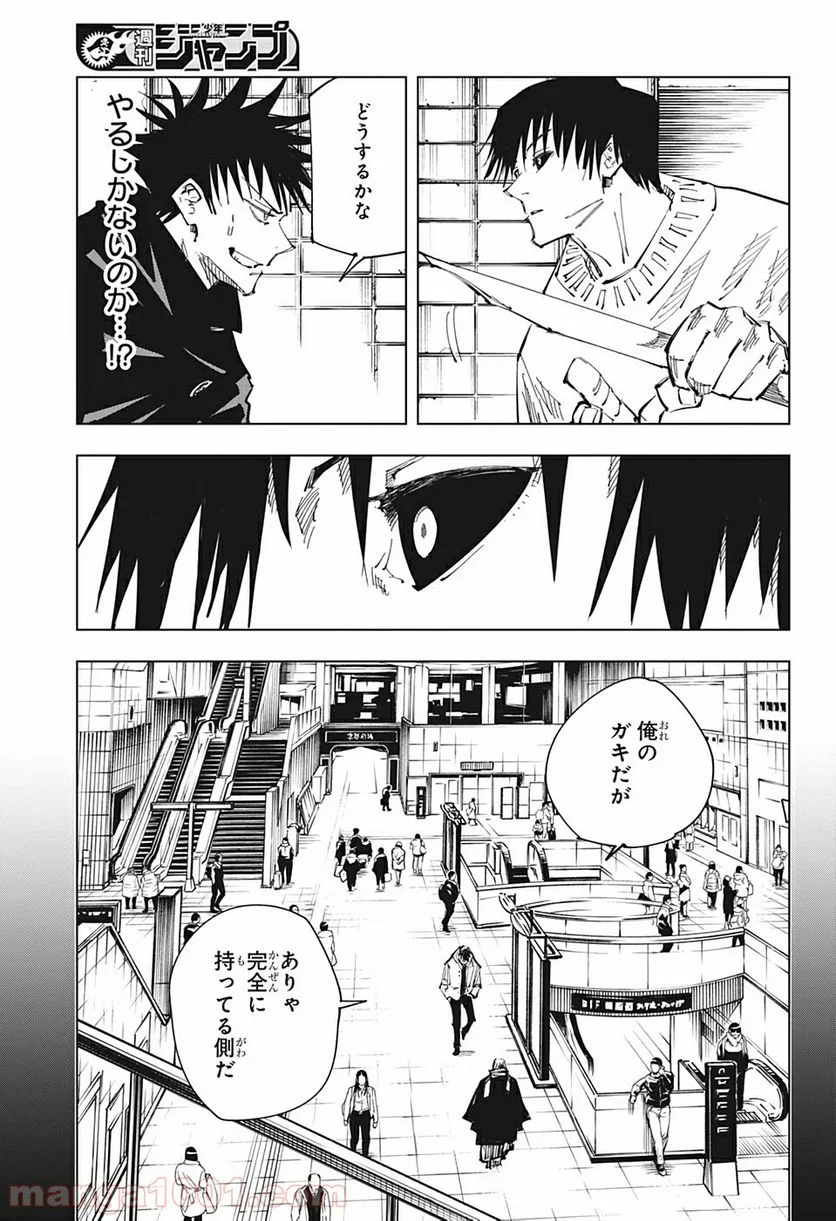 週刊
少年
ジャンプ
どうするかな
やるしかないのか…!?
俺の
ガキだが
ありゃ
完全に
持ってる側だ
manga1001.com